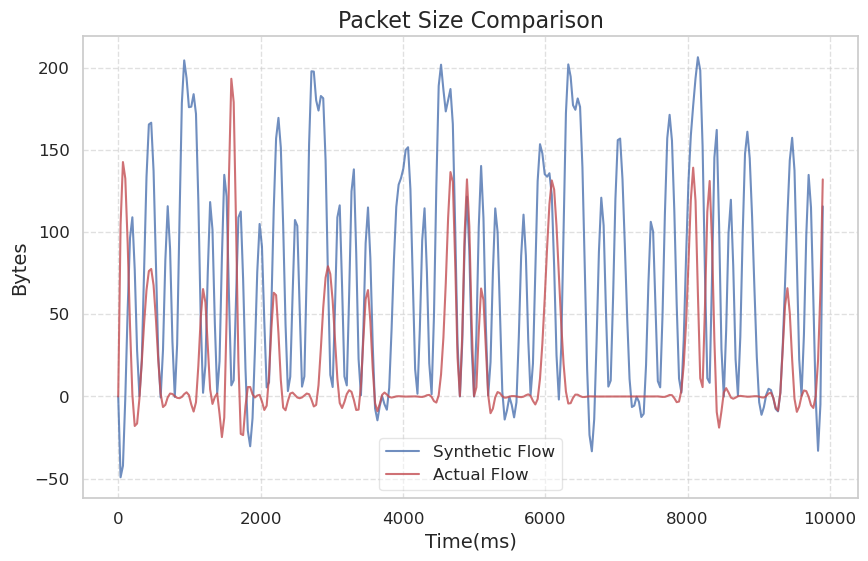 Packet Size Comparison
Bytes
200
150
100
50
0
−50
Synthetic Flow
Actual Flow
0 2000 4000 6000 8000 10000
Time(ms)